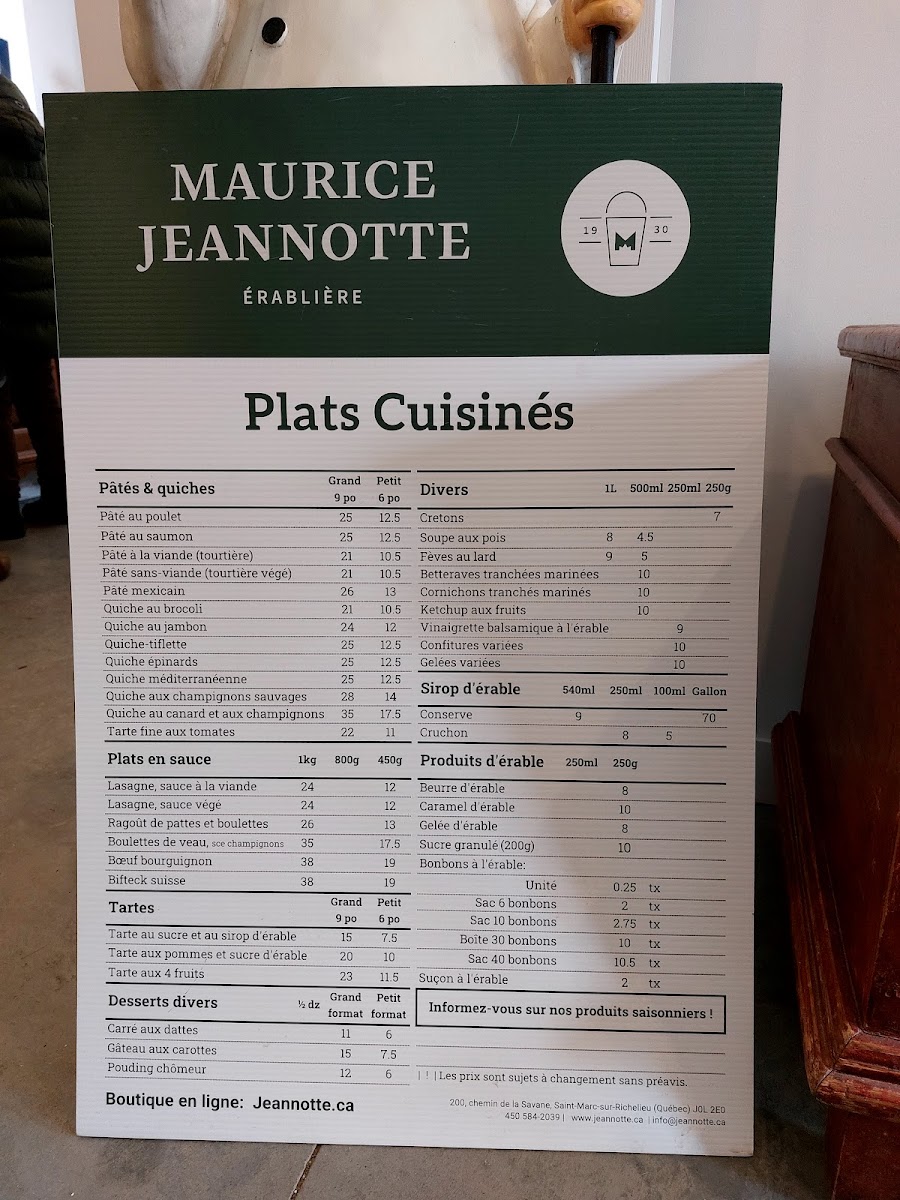 MAURICE
JEANNOTTE
ÉRABLIÈRE
19 M 30
Plats Cuisinés
Pâtés & quiches Grand 9 po Petit 6 po
Pâté au poulet 25 12.5
Pâté au saumon 25 12.5
Pâté à la viande (tourtière) 21 10.5
Pâté sans-viande (tourtière végé) 21 10.5
Pâté mexicain 26 13
Quiche au brocoli 21 10.5
Quiche au jambon 24 12
Quiche-tiflette 25 12.5
Quiche épinards 25 12.5
Quiche méditerranéenne 25 12.5
Quiche aux champignons sauvages 28 14
Quiche au canard et aux champignons 35 17.5
Tarte fine aux tomates 22 11
Plats en sauce 1kg 800g 450g
Lasagne, sauce à la viande 24 12
Lasagne, sauce végé 24 12
Ragoût de pattes et boulettes 26 13
Boulettes de veau, sce champignons 35 17.5
Bœuf bourguignon 38 19
Bifteck suisse 38 19
Tartes Grand 9 po Petit 6 po
Tarte au sucre et au sirop d'érable 15 7.5
Tarte aux pommes et sucre d'érable 20 10
Tarte aux 4 fruits 23 11.5
Desserts divers ½ dz Grand format Petit format
Carré aux dattes 11 6
Gâteau aux carottes 15 7.5
Pouding chômeur 12 6
Boutique en ligne: Jeannotte.ca
Divers 1L 500ml 250ml 250g
Cretons 7
Soupe aux pois 8 4.5
Fèves au lard 9 5
Betteraves tranchées marinées 10
Cornichons tranchés marinés 10
Ketchup aux fruits 10
Vinaigrette balsamique à l'érable 9
Confitures variées 10
Gelées variées 10
Sirop d'érable 540ml 250ml 100ml Gallon
Conserve 9 70
Cruchon 8 5
Produits d'érable 250ml 250g
Beurre d'érable 8
Caramel d'érable 10
Gelée d'érable 8
Sucre granulé (200g) 10
Bonbons à l'érable:
Unité 0.25 tx
Sac 6 bonbons 2 tx
Sac 10 bonbons 2.75 tx
Boîte 30 bonbons 10 tx
Sac 40 bonbons 10.5 tx
Suçon à l'érable 2 tx
Informez-vous sur nos produits saisonniers !
| ! | Les prix sont sujets à changement sans préavis.
200, chemin de la Savane, Saint-Marc-sur-Richelieu (Québec) J0L 2E0
450 584-2039 | www.jeannotte.ca | info@jeannotte.ca